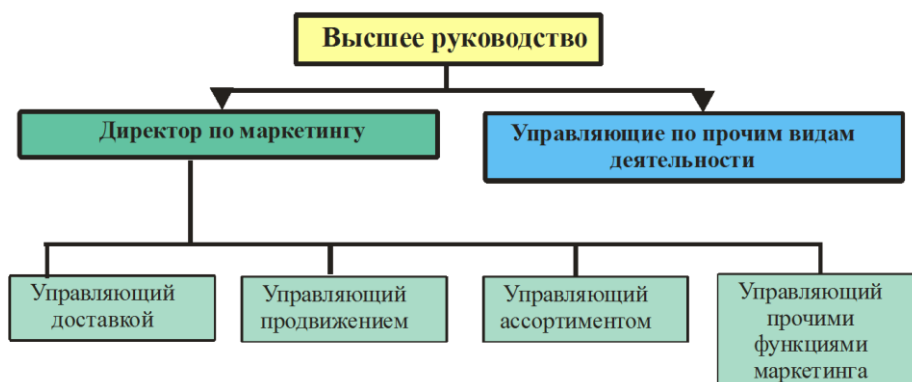 Высшее руководство
Директор по маркетингу
Управляющие по прочим видам
деятельности
Управляющий
доставкой
Управляющий
продвижением
Управляющий
ассортиментом
Управляющий
прочими
функциями
маркетинга